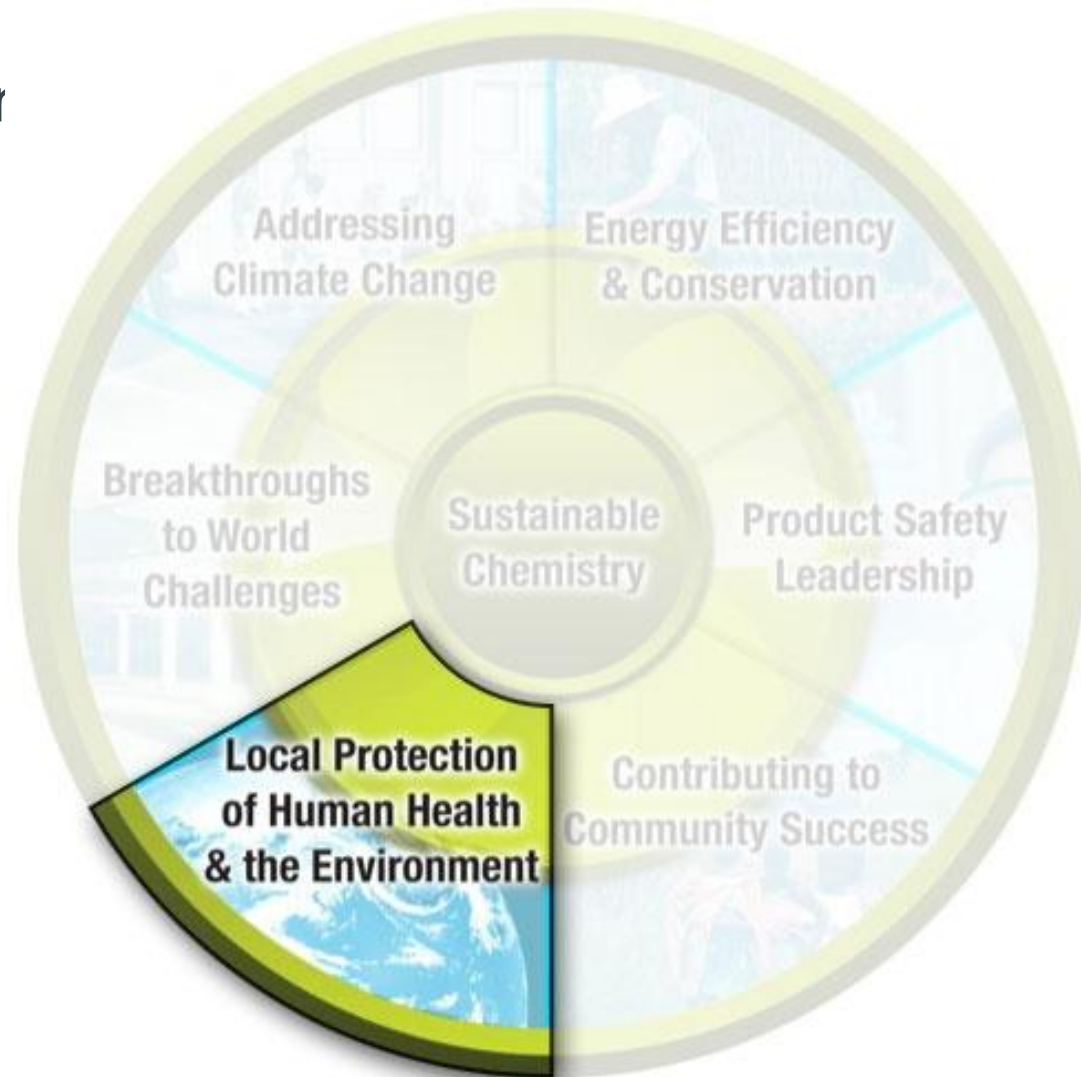 Addressing
Climate Change
Energy Efficiency
& Conservation
Breakthroughs
to World
Challenges
Sustainable
Chemistry
Product Safety
Leadership
Local Protection
of Human Health
& the Environment
Contributing to
Community Success